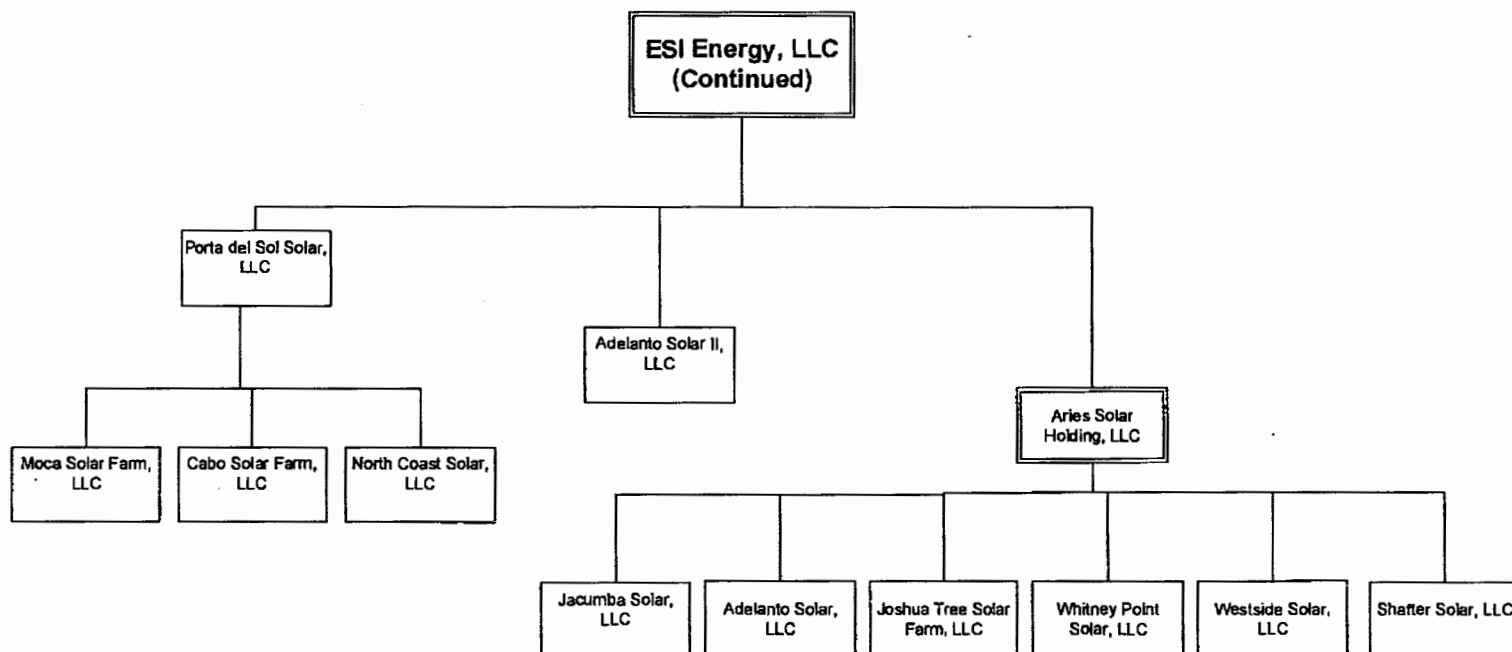 ESI Energy, LLC
(Continued)
Porta del Sol Solar,
LLC
Adelanto Solar II,
LLC
Aries Solar
Holding, LLC
Moca Solar Farm,
LLC
Cabo Solar Farm,
LLC
North Coast Solar,
LLC
Jacumba Solar,
LLC
Adelanto Solar,
LLC
Joshua Tree Solar
Farm, LLC
Whitney Point
Solar, LLC
Westside Solar,
LLC
Shafter Solar, LLC